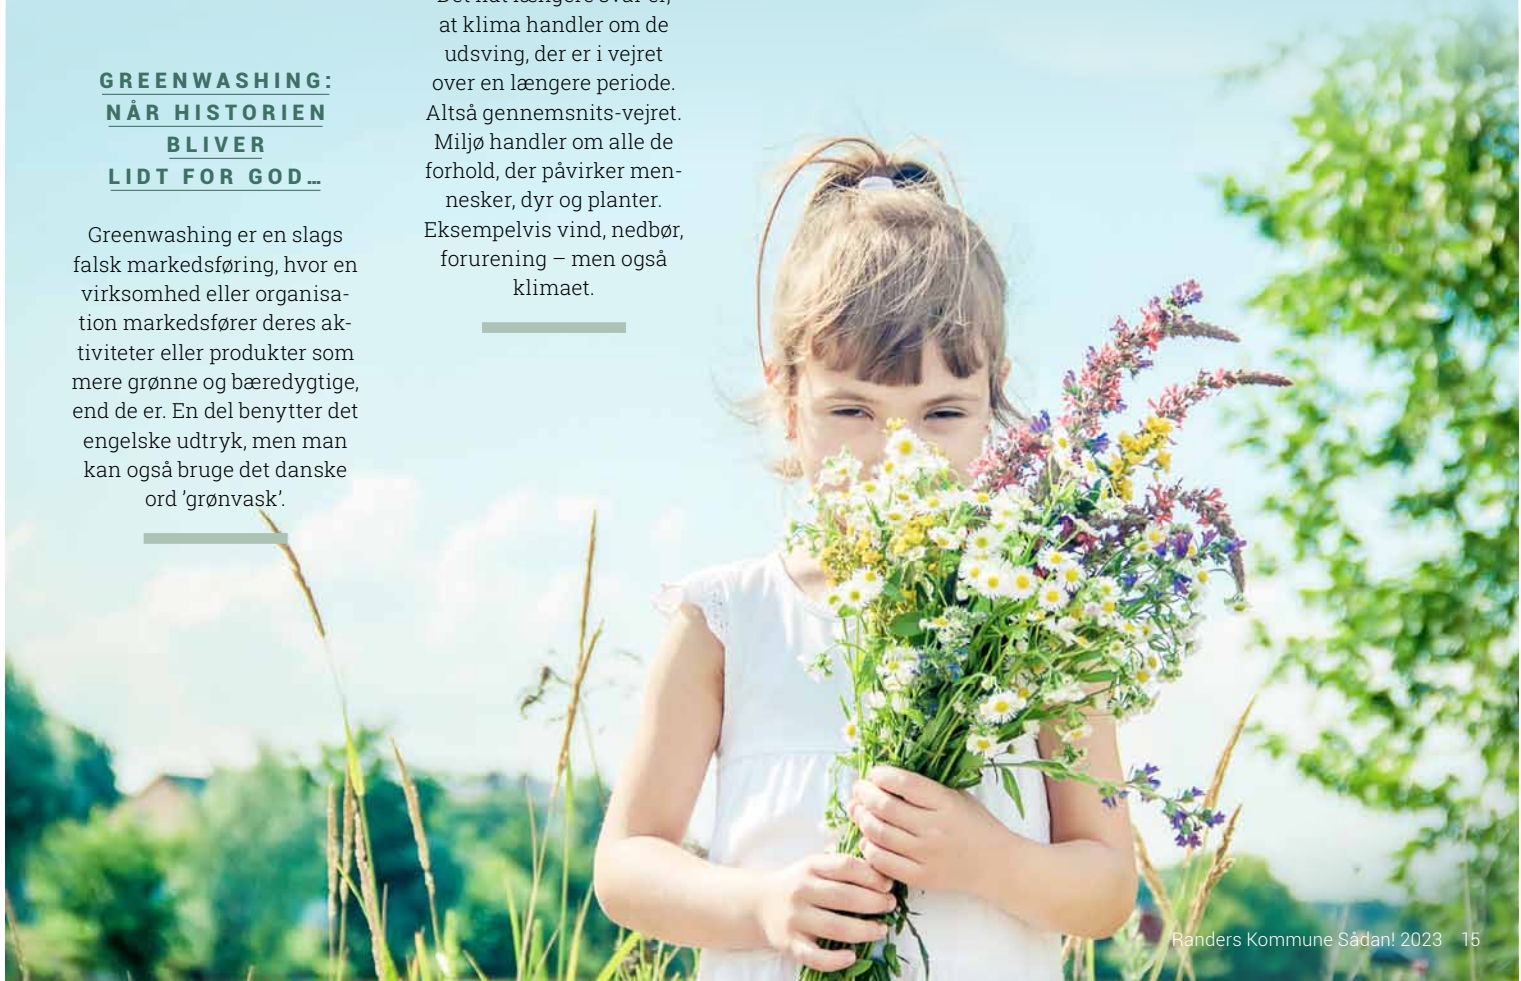 GREENWASHING:
NÅR HISTORIEN
BLIVER
LIDT FOR GOD…
Greenwashing er en slags
falsk markedsføring, hvor en
virksomhed eller organisa-
tion markedsfører deres ak-
tiviteter eller produkter som
mere grønne og bæredygtige,
end de er. En del benytter det
engelske udtryk, men man
kan også bruge det danske
ord ’grønvask’.
at klima handler om de
udsving, der er i vejret
over en længere periode.
Altså gennemsnits-vejret.
Miljø handler om alle de
forhold, der påvirker men-
nesker, dyr og planter.
Eksempelvis vind, nedbør,
forurening – men også
klimaet.
Randers Kommune Sådan! 2023 15